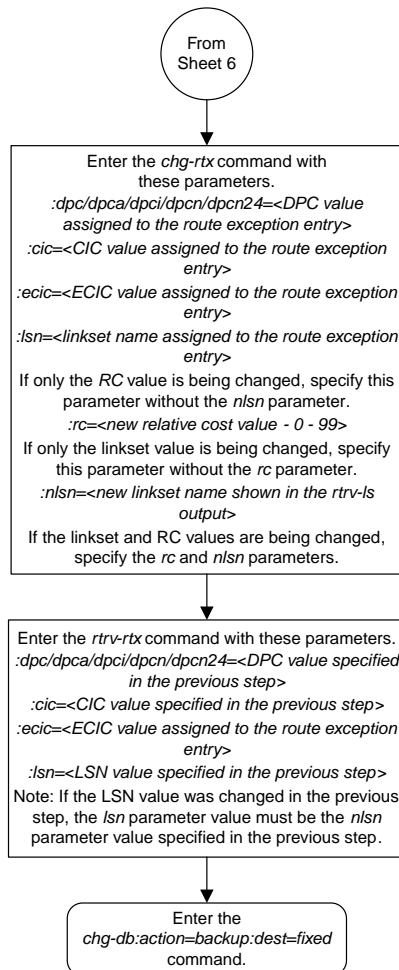 From
Sheet 6
Enter the chg-rtx command with
these parameters.
:dpc/dpca/dpci/dpcn/dpcn24=<DPC value
assigned to the route exception entry>
:cic=<CIC value assigned to the route exception
entry>
:ecic=<ECIC value assigned to the route exception
entry>
:lsn=<linkset name assigned to the route exception
entry>
If only the RC value is being changed, specify this
parameter without the nlsn parameter.
:rc=<new relative cost value - 0 - 99>
If only the linkset value is being changed, specify
this parameter without the rc parameter.
:nlsn=<new linkset name shown in the rtrv-ls
output>
If the linkset and RC values are being changed,
specify the rc and nlsn parameters.
Enter the rtrv-rtx command with these parameters.
:dpc/dpca/dpci/dpcn/dpcn24=<DPC value specified
in the previous step>
:cic=<CIC value specified in the previous step>
:ecic=<ECIC value assigned to the route exception
entry>
:lsn=<LSN value specified in the previous step>
Note: If the LSN value was changed in the previous
step, the lsn parameter value must be the nlsn
parameter value specified in the previous step.
Enter the
chg-db:action=backup:dest=fixed
command.